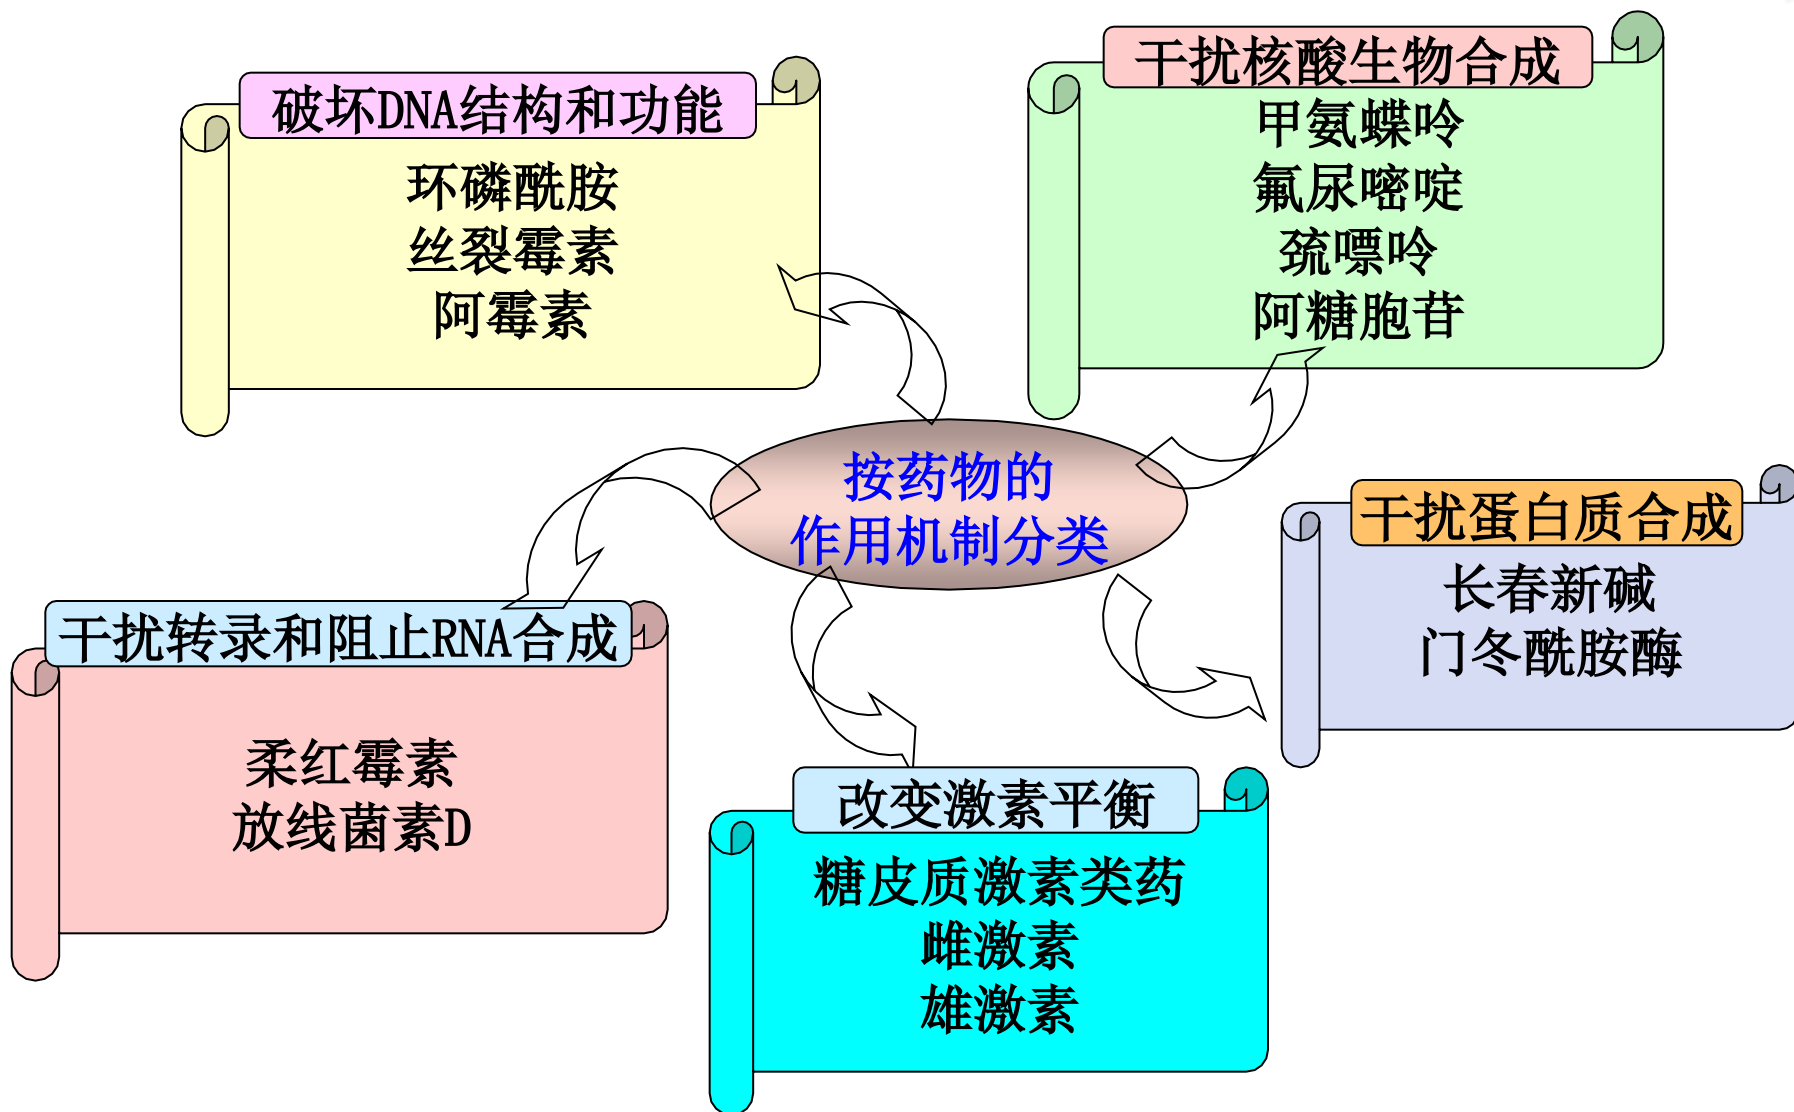 破坏DNA结构和功能
环磷酰胺
丝裂霉素
阿霉素
干扰核酸生物合成
甲氨蝶呤
氟尿嘧啶
巯嘌呤
阿糖胞苷
按药物的
作用机制分类
干扰蛋白质合成
长春新碱
门冬酰胺酶
干扰转录和阻止RNA合成
柔红霉素
放线菌素D
改变激素平衡
糖皮质激素类药
雌激素
雄激素